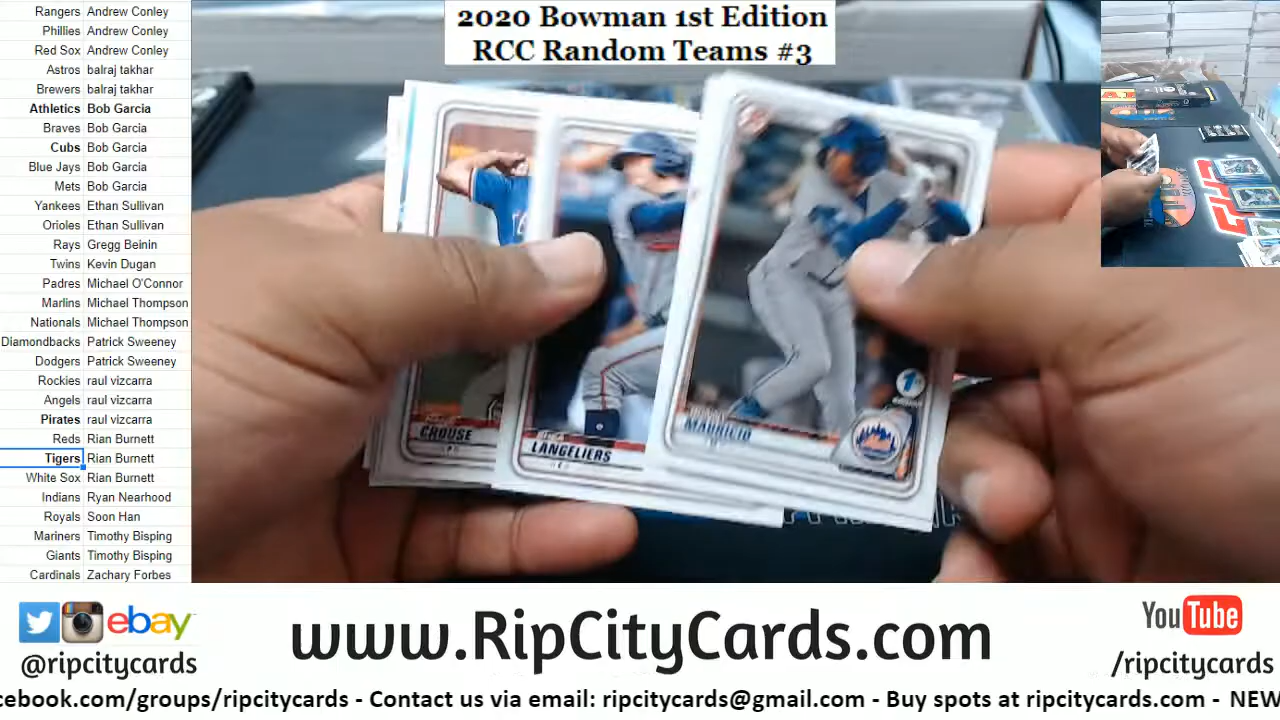 2020 Bowman 1st Edition
RCC Random Teams #3
Rangers Andrew Conley
Phillies Andrew Conley
Red Sox Andrew Conley
Astros balraj takhar
Brewers balraj takhar
Athletics Bob Garcia
Braves Bob Garcia
Cubs Bob Garcia
Blue Jays Bob Garcia
Mets Bob Garcia
Yankees Ethan Sullivan
Orioles Ethan Sullivan
Rays Gregg Beinin
Twins Kevin Dugan
Padres Michael O'Connor
Marlins Michael Thompson
Nationals Michael Thompson
Diamondbacks Patrick Sweeney
Dodgers Patrick Sweeney
Rockies raul vizcarra
Angels raul vizcarra
Pirates raul vizcarra
Reds Rian Burnett
Tigers Rian Burnett
White Sox Rian Burnett
Indians Ryan Nearhood
Royals Soon Han
Mariners Timothy Bisping
Giants Timothy Bisping
Cardinals Zachary Forbes
CROUSE
LANGELIERS
MAURICIO
1st
ebay
@ripcitycards
www.RipCityCards.com
YouTube
/ripcitycards
cebook.com/groups/ripcitycards - Contact us via email: ripcitycards@gmail.com - Buy spots at ripcitycards.com - NEW